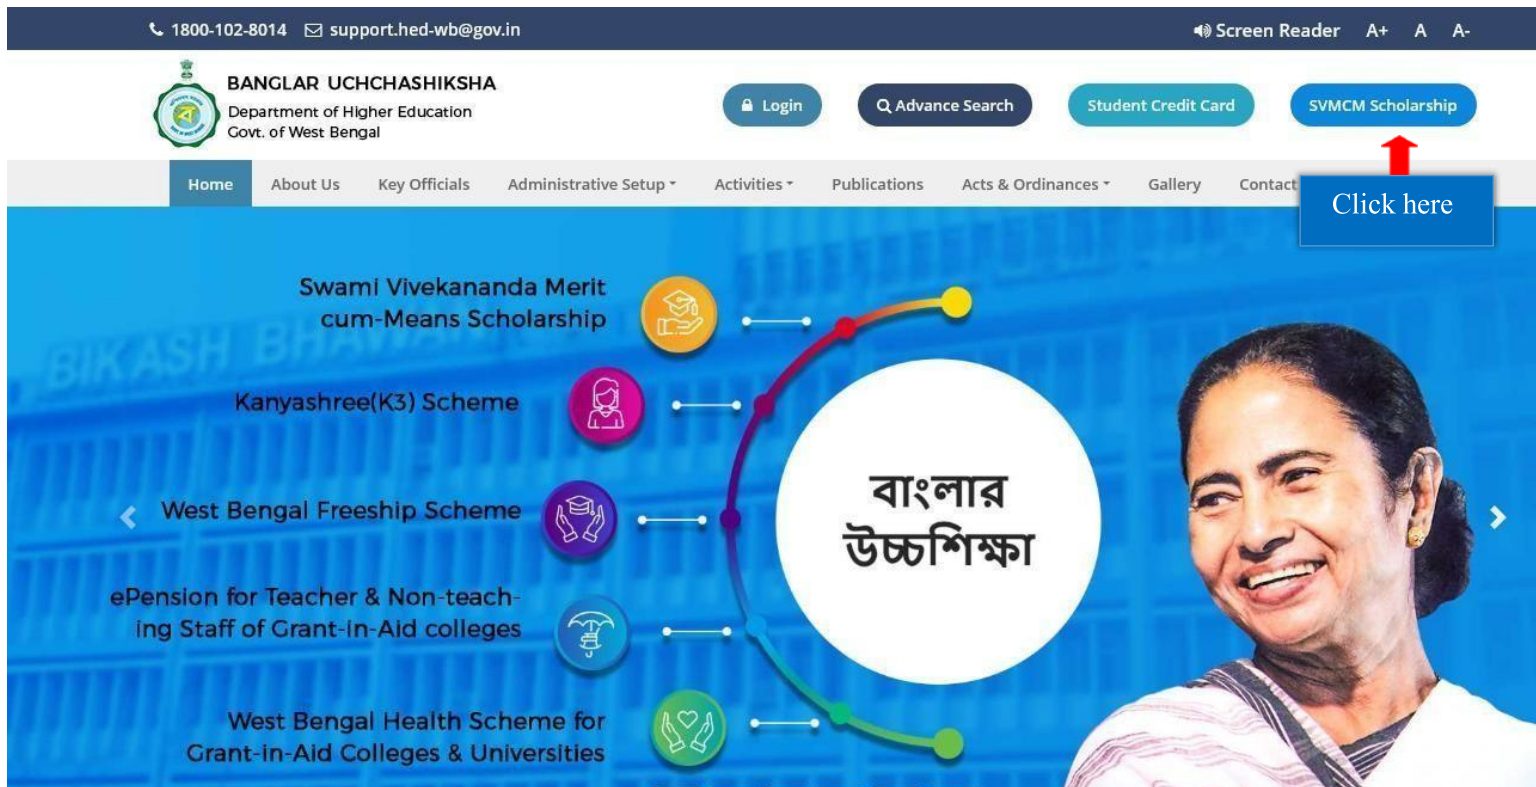 1800-102-8014 support.hed-wb@gov.in Screen Reader A+ A A-
BANGLAR UCHCHASHIKSHA
Department of Higher Education
Govt. of West Bengal
Login Advance Search Student Credit Card SVMCM Scholarship
Home About Us Key Officials Administrative Setup Activities Publications Acts & Ordinances Gallery Contact
Click here
Swami Vivekananda Merit
cum-Means Scholarship
BIKASH BHAWAN
Kanyashree(K3) Scheme
West Bengal Freeship Scheme
বাংলার
উচ্চশিক্ষা
ePension for Teacher & Non-teach-
ing Staff of Grant-in-Aid colleges
West Bengal Health Scheme for
Grant-in-Aid Colleges & Universities